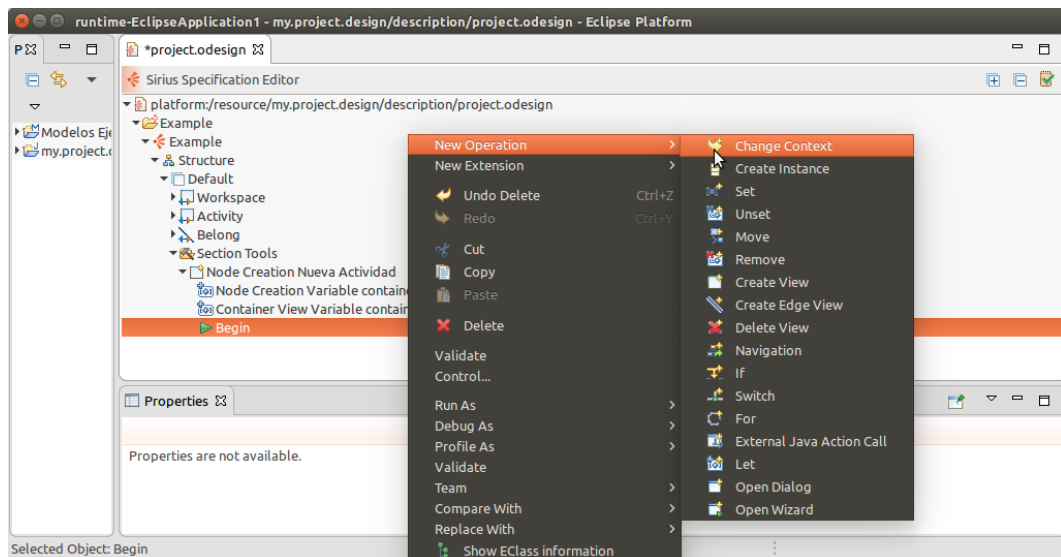 runtime-EclipseApplication1 - my.project.design/description/project.odesign - Eclipse Platform
P
*project.odesign
Sirius Specification Editor
platform:/resource/my.project.design/description/project.odesign
Modelos Eje
my.project.
Example
Example
Structure
Default
Workspace
Activity
Belong
Section Tools
Node Creation Nueva Actividad
Node Creation Variable contain
Container View Variable contain
Begin
New Operation
New Extension
Undo Delete Ctrl+Z
Redo Ctrl+Y
Cut
Copy
Paste
Delete
Validate
Control...
Run As
Debug As
Profile As
Validate
Team
Compare With
Replace With
Show EClass information
Change Context
Create Instance
Set
Unset
Move
Remove
Create View
Create Edge View
Delete View
Navigation
If
Switch
For
External Java Action Call
Let
Open Dialog
Open Wizard
Properties
Properties are not available.
Selected Object: Begin